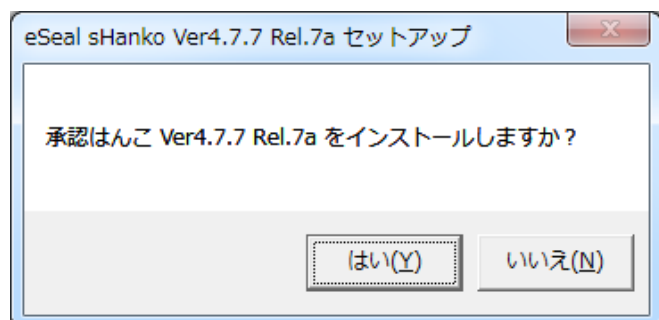 eSeal sHanko Ver4.7.7 Rel.7a セットアップ
承認はんこ Ver4.7.7 Rel.7a をインストールしますか？
はい(Y) いいえ(N)